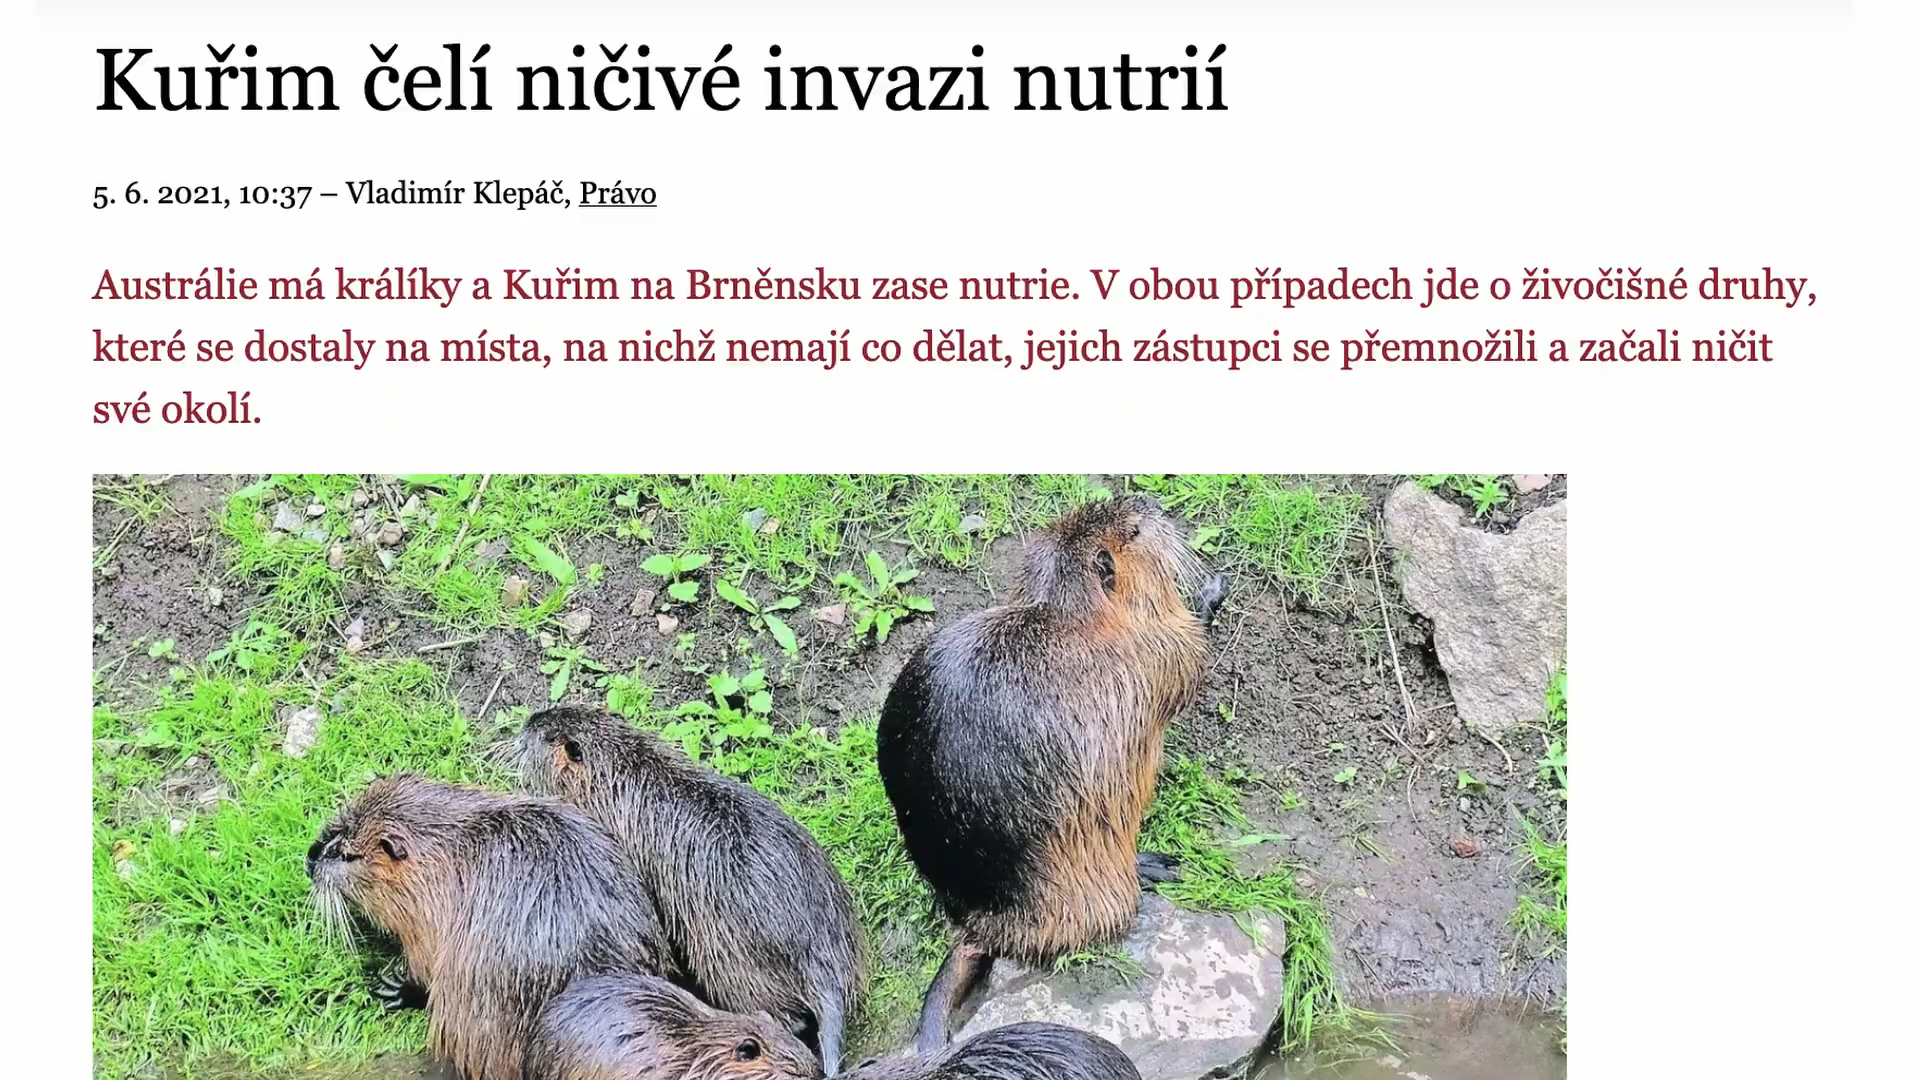 Kuřim čelí ničivé invazi nutrií
5. 6. 2021, 10:37 – Vladimír Klepáč, Právo
Austrálie má králíky a Kuřim na Brněnsku zase nutrie. V obou případech jde o živočišné druhy,
které se dostaly na místa, na nichž nemají co dělat, jejich zástupci se přemnožili a začali ničit
své okolí.